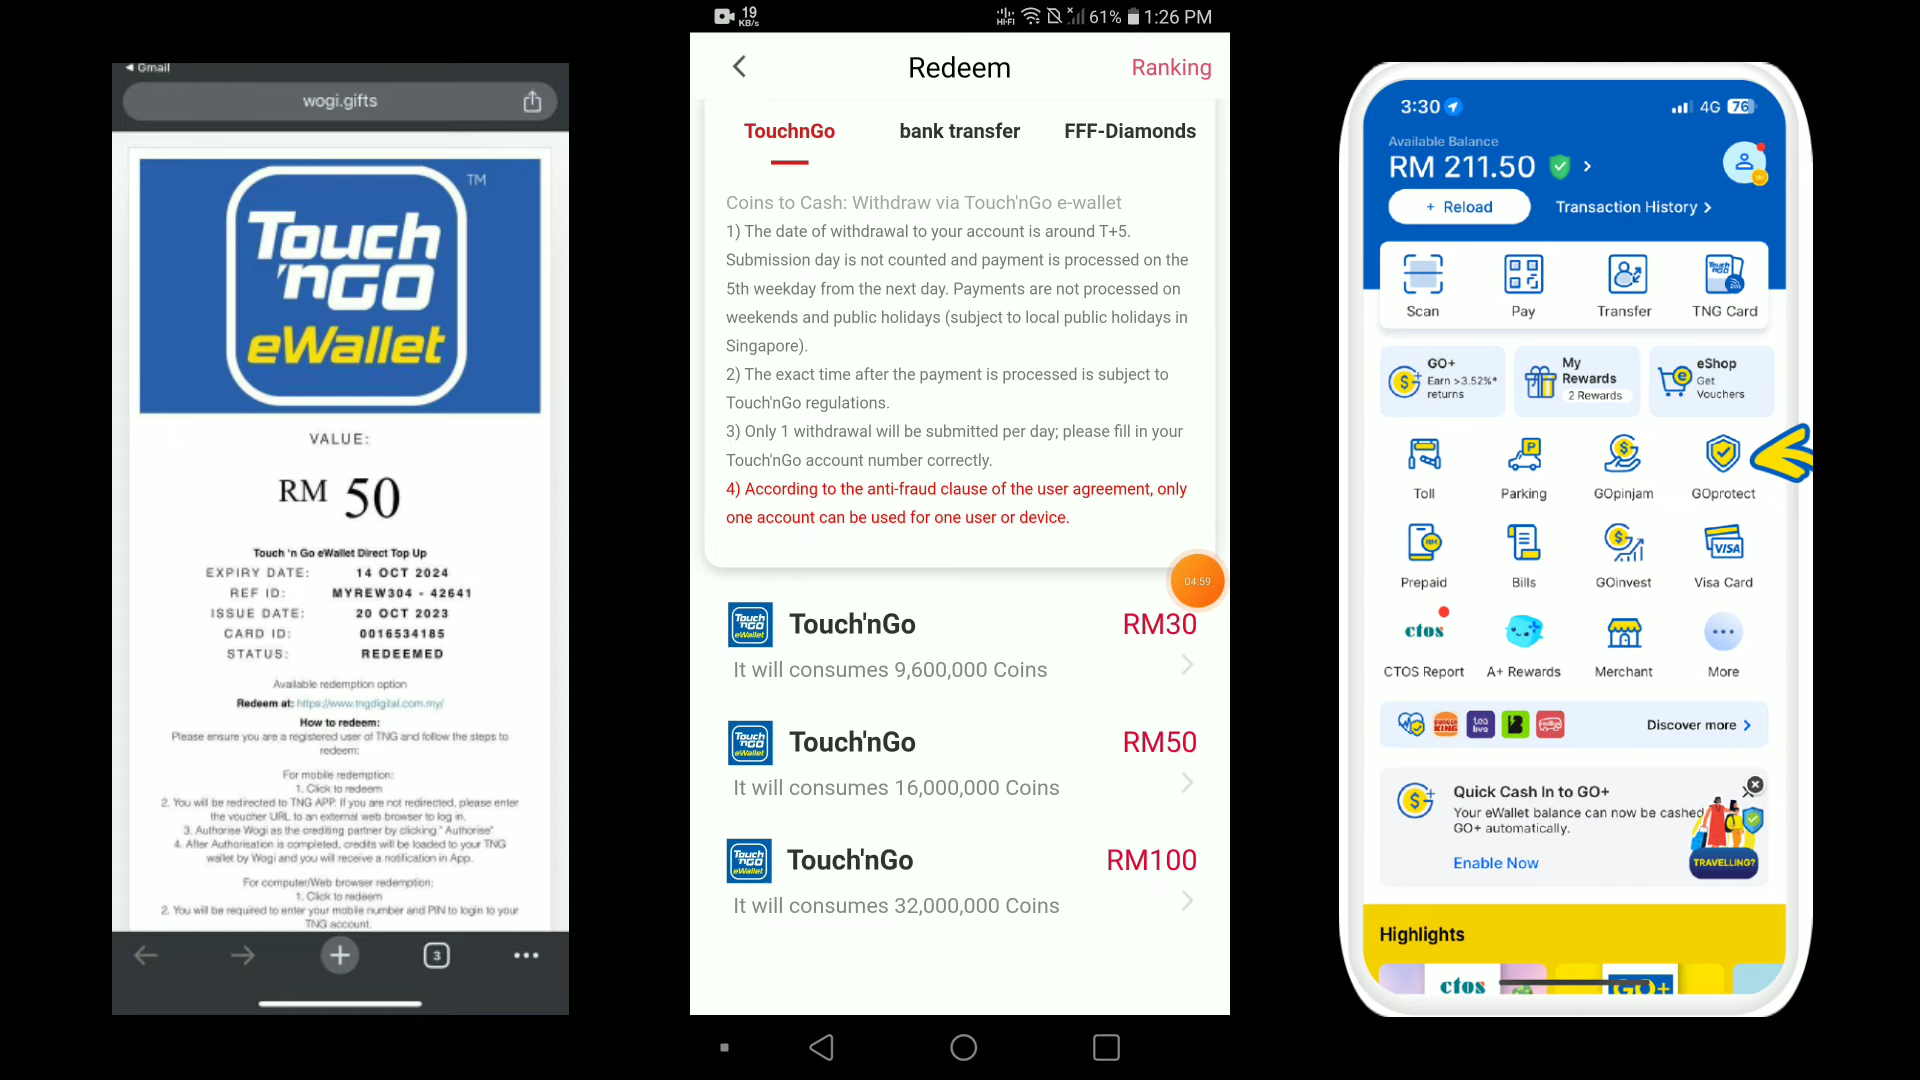 ◄ Gmail
wogi.gifts
Touch
'nGO
eWallet
TM
VALUE:
RM 50
Touch 'n Go eWallet Direct Top Up
EXPIRY DATE: 14 OCT 2024
REF ID: MYREW304 - 42641
ISSUE DATE: 20 OCT 2023
CARD ID: 0016534185
STATUS: REDEEMED
Available redemption option
Redeem at: https://www.tngdigital.com.my/
How to redeem:
Please ensure you are a registered user of TNG and follow the steps to
redeem:
For mobile redemption:
1. Click to redeem
2. You will be redirected to TNG APP. If you are not redirected, please enter
the voucher URL to an external web browser to log in.
3. Authorise Wogi as the crediting partner by clicking " Authorise"
4. After Authorisation is completed, credits will be loaded to your TNG
wallet by Wogi and you will receive a notification in App.
For computer/Web browser redemption:
1. Click to redeem
2. You will be required to enter your mobile number and PIN to login to your
TNG account.
3
19
KB/s
HI-FI
61%
1:26 PM
Redeem
Ranking
TouchnGo
bank transfer
FFF-Diamonds
Coins to Cash: Withdraw via Touch'nGo e-wallet
1) The date of withdrawal to your account is around T+5.
Submission day is not counted and payment is processed on the
5th weekday from the next day. Payments are not processed on
weekends and public holidays (subject to local public holidays in
Singapore).
2) The exact time after the payment is processed is subject to
Touch'nGo regulations.
3) Only 1 withdrawal will be submitted per day; please fill in your
Touch'nGo account number correctly.
4) According to the anti-fraud clause of the user agreement, only
one account can be used for one user or device.
04:59
Touch
'nGO
eWallet
Touch'nGo
RM30
It will consumes 9,600,000 Coins
Touch
'nGO
eWallet
Touch'nGo
RM50
It will consumes 16,000,000 Coins
Touch
'nGO
eWallet
Touch'nGo
RM100
It will consumes 32,000,000 Coins
3:30
4G
76
Available Balance
RM 211.50
+ Reload
Transaction History
Scan
Pay
Transfer
TNG Card
GO+
Earn >3.52%*
returns
My
Rewards
2 Rewards
eShop
Get
Vouchers
Toll
Parking
GOpinjam
GOprotect
Prepaid
Bills
GOinvest
VISA
Visa Card
ctos
CTOS Report
A+ Rewards
Merchant
More
BURGER
KING
tea
live
Discover more
Quick Cash In to GO+
Your eWallet balance can now be cashed
GO+ automatically.
Enable Now
TRAVELLING?
Highlights
ctos
GO+